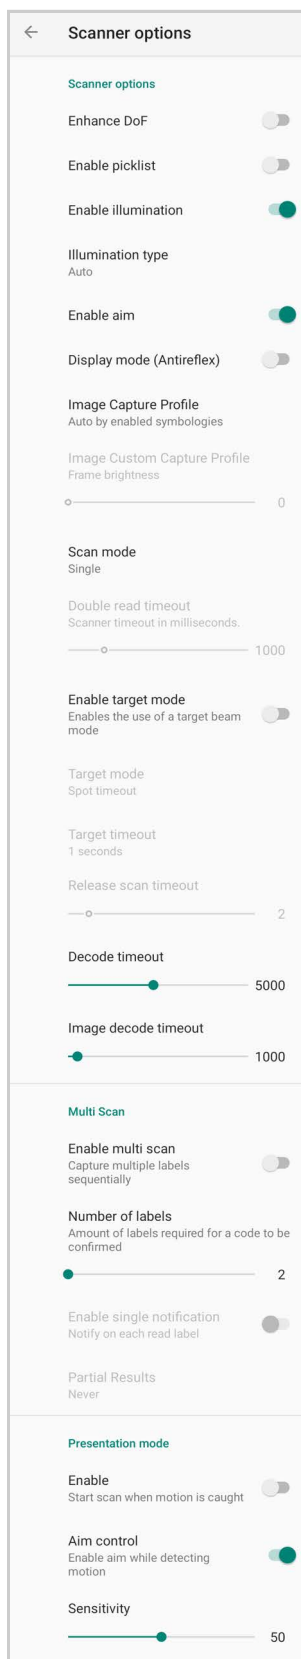 Scanner options
Scanner options
Enhance DoF
Enable picklist
Enable illumination
Illumination type
Auto
Enable aim
Display mode (Antireflex)
Image Capture Profile
Auto by enabled symbologies
Image Custom Capture Profile
Frame brightness
0
Scan mode
Single
Double read timeout
Scanner timeout in milliseconds.
1000
Enable target mode
Enables the use of a target beam
mode
Target mode
Spot timeout
Target timeout
1 seconds
Release scan timeout
2
Decode timeout
5000
Image decode timeout
1000
Multi Scan
Enable multi scan
Capture multiple labels
sequentially
Number of labels
Amount of labels required for a code to be
confirmed
2
Enable single notification
Notify on each read label
Partial Results
Never
Presentation mode
Enable
Start scan when motion is caught
Aim control
Enable aim while detecting
motion
Sensitivity
50